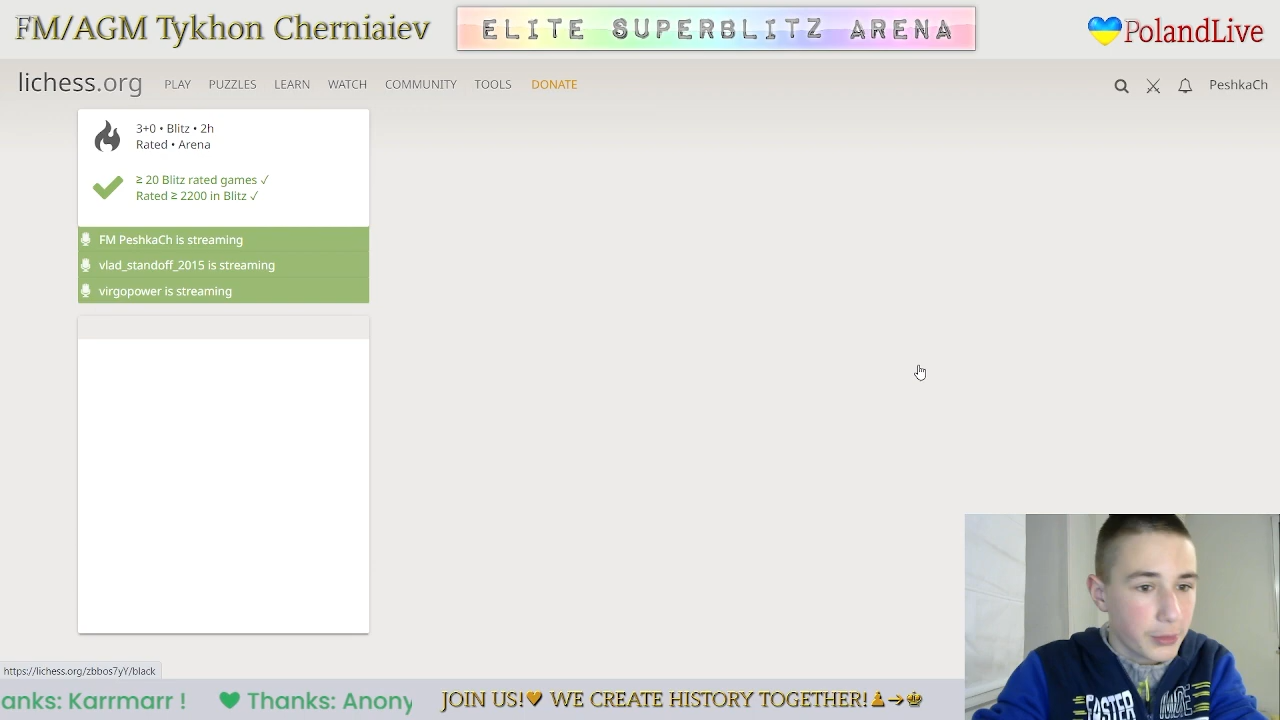 FM/AGM Tykhon Cherniaiev
ELITE SUPERBLITZ ARENA
PolandLive
lichess.org PLAY PUZZLES LEARN WATCH COMMUNITY TOOLS DONATE PeshkaCh
3+0 • Blitz • 2h
Rated • Arena
≥ 20 Blitz rated games ✓
Rated ≥ 2200 in Blitz ✓
FM PeshkaCh is streaming
vlad_standoff_2015 is streaming
virgopower is streaming
https://lichess.org/zbbos7yY/black
anks: Karrmarr ! Thanks: Anony
JOIN US! WE CREATE HISTORY TOGETHER!